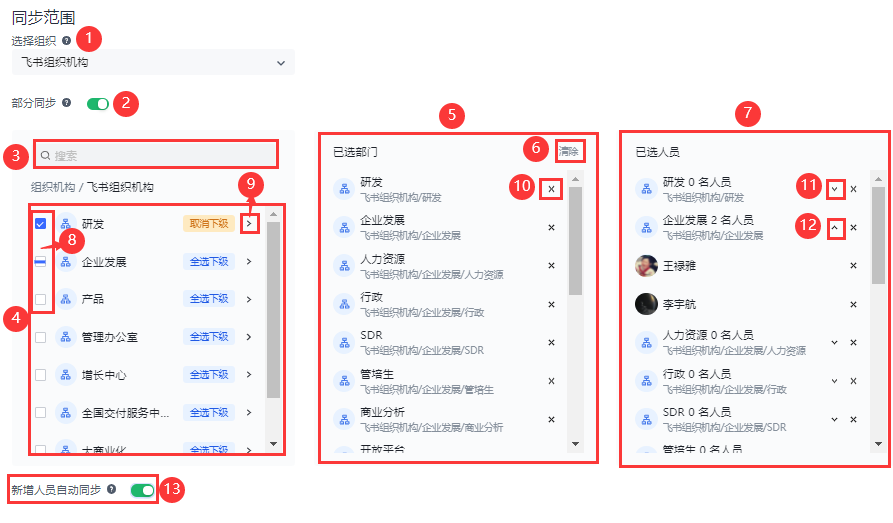 同步范围
选择组织 ? 1
飞书组织机构
部分同步 ? 2
3
搜索
组织机构 / 飞书组织机构
9
4
8
研发 取消下级
企业发展 全选下级
产品 全选下级
管理办公室 全选下级
增长中心 全选下级
全国交付服务中... 全选下级
大商业化 全选下级
5
已选部门
6
清除
10
研发
飞书组织机构/研发
企业发展
飞书组织机构/企业发展
人力资源
飞书组织机构/企业发展/人力资源
行政
飞书组织机构/企业发展/行政
SDR
飞书组织机构/企业发展/SDR
管培生
飞书组织机构/企业发展/管培生
商业分析
飞书组织机构/企业发展/商业分析
开放平台
7
已选人员
研发 0 名人员
飞书组织机构/研发
11
企业发展 2 名人员
飞书组织机构/企业发展
12
王禄雅
李宇航
人力资源 0 名人员
飞书组织机构/企业发展/人力资源
行政 0 名人员
飞书组织机构/企业发展/行政
SDR 0 名人员
飞书组织机构/企业发展/SDR
管培生 0 名人员
新增人员自动同步 ? 13